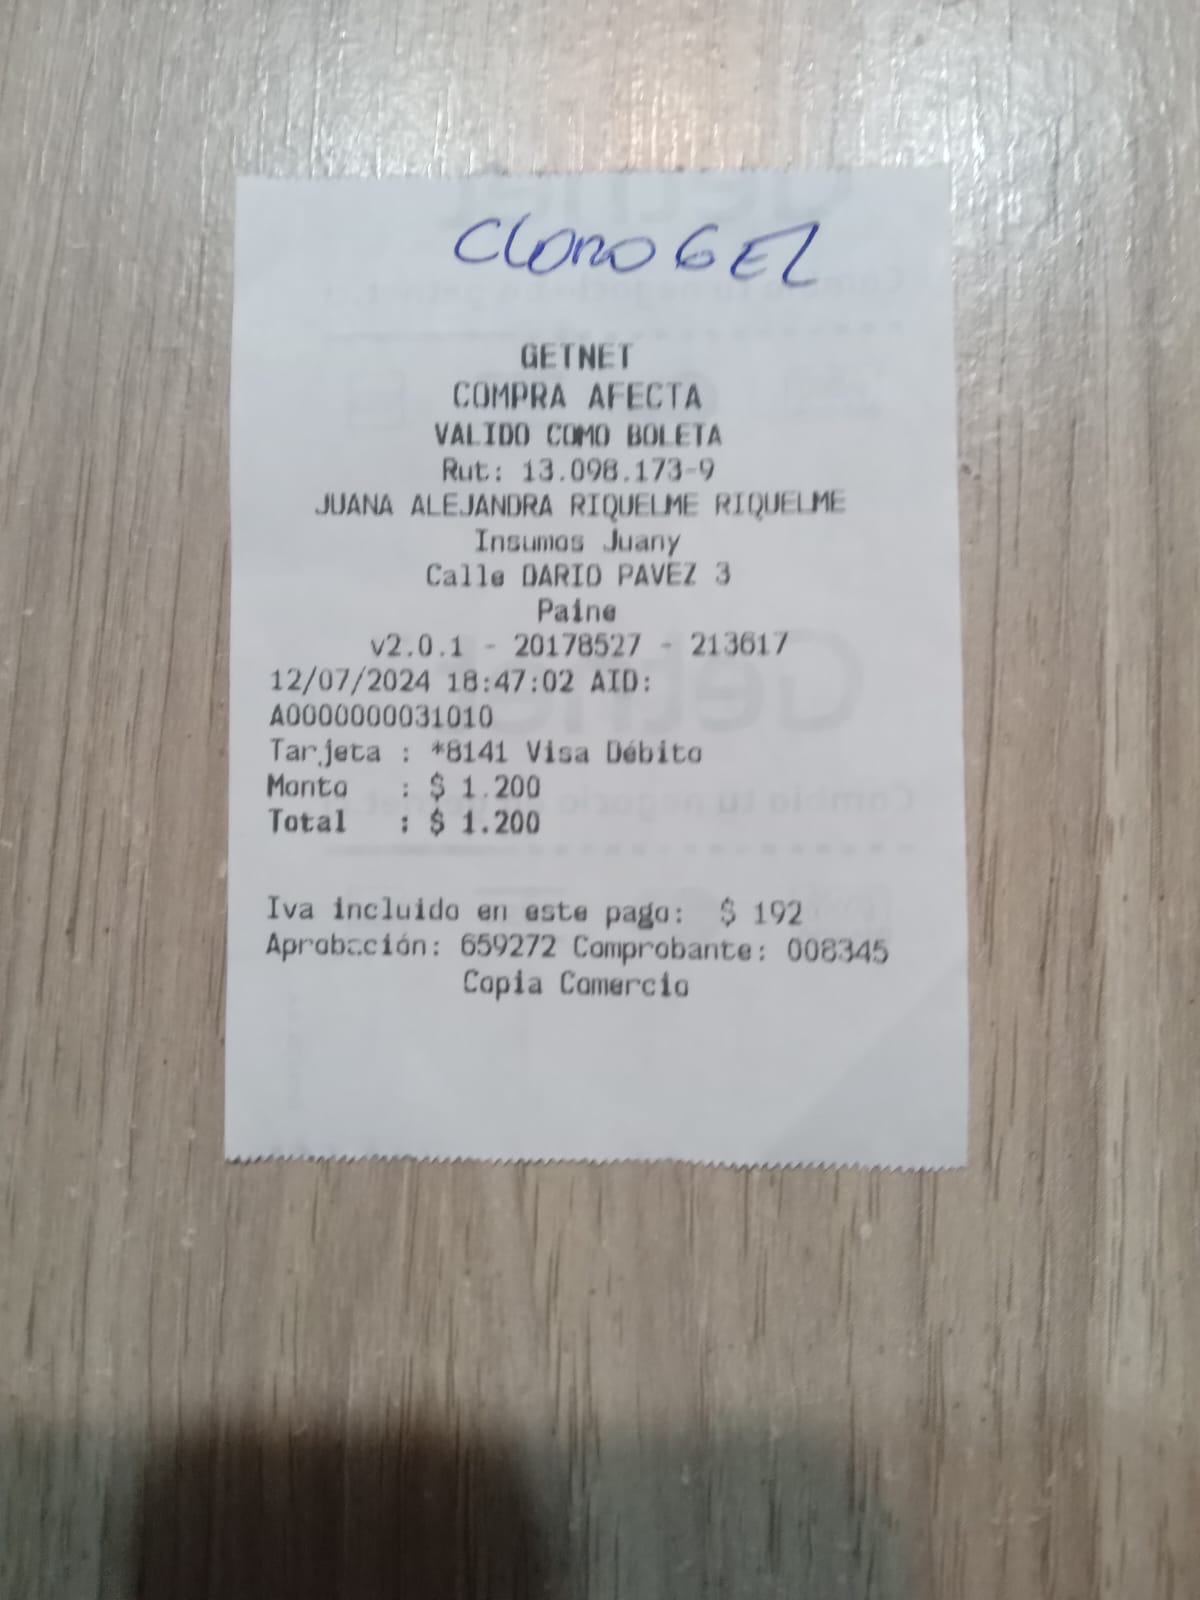 CLORO GEL
GETNET
COMPRA AFECTA
VALIDO COMO BOLETA
Rut: 13.098.173-9
JUANA ALEJANDRA RIQUELME RIQUELME
Insumos Juany
Calle DARIO PAVEZ 3
Paine
v2.0.1 - 20178527 - 213617
12/07/2024 18:47:02 AID:
A0000000031010
Tarjeta : *8141 Visa Débito
Monto : $ 1.200
Total : $ 1.200
Iva incluido en este pago: $ 192
Aprobación: 659272 Comprobante: 008345
Copia Comercio